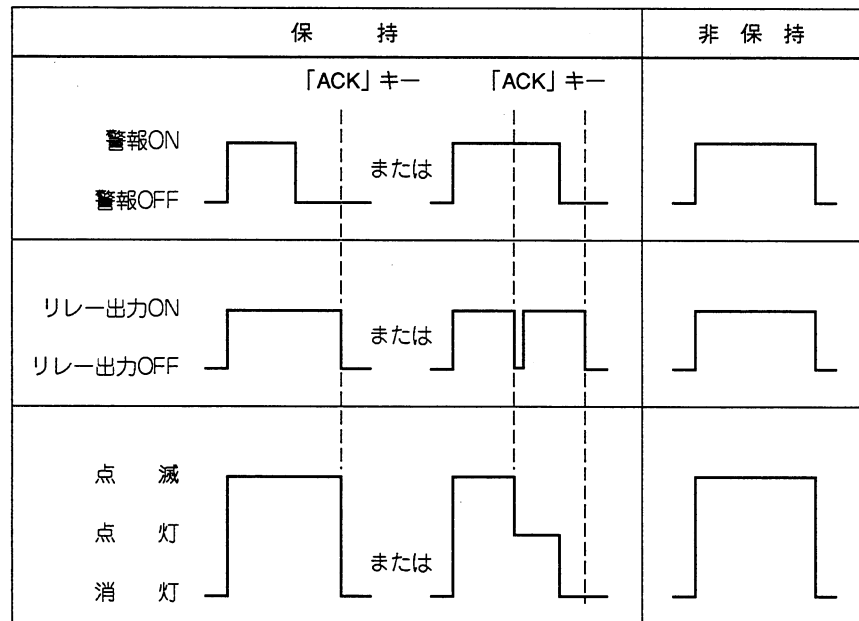 保 持
非 保 持
「ACK」キー
「ACK」キー
警報ON
または
警報OFF
リレー出力ON
または
リレー出力OFF
点 滅
点 灯
または
消 灯